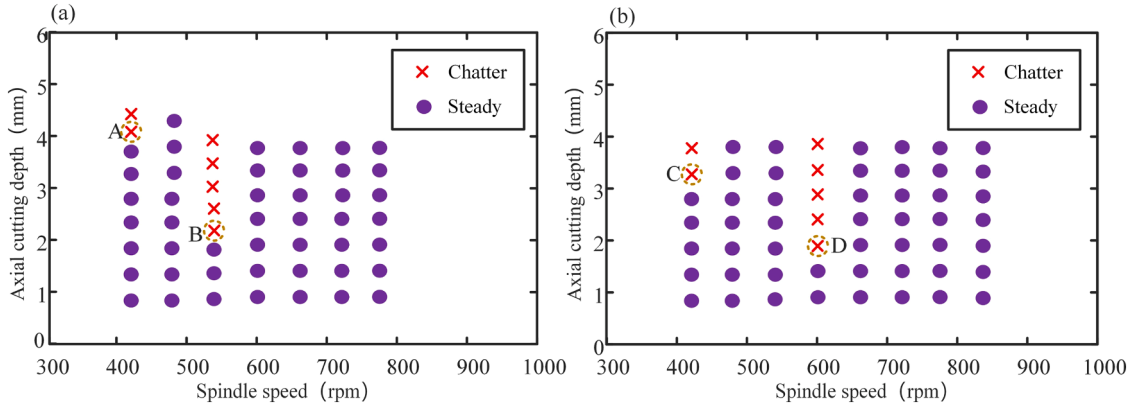 (a)
6
5
4
3
2
1
0
Axial cutting depth（mm）
300 400 500 600 700 800 900 1000
Spindle speed（rpm）
Chatter
Steady
A
B
(b)
6
5
4
3
2
1
0
Axial cutting depth（mm）
300 400 500 600 700 800 900 1000
Spindle speed（rpm）
Chatter
Steady
C
D